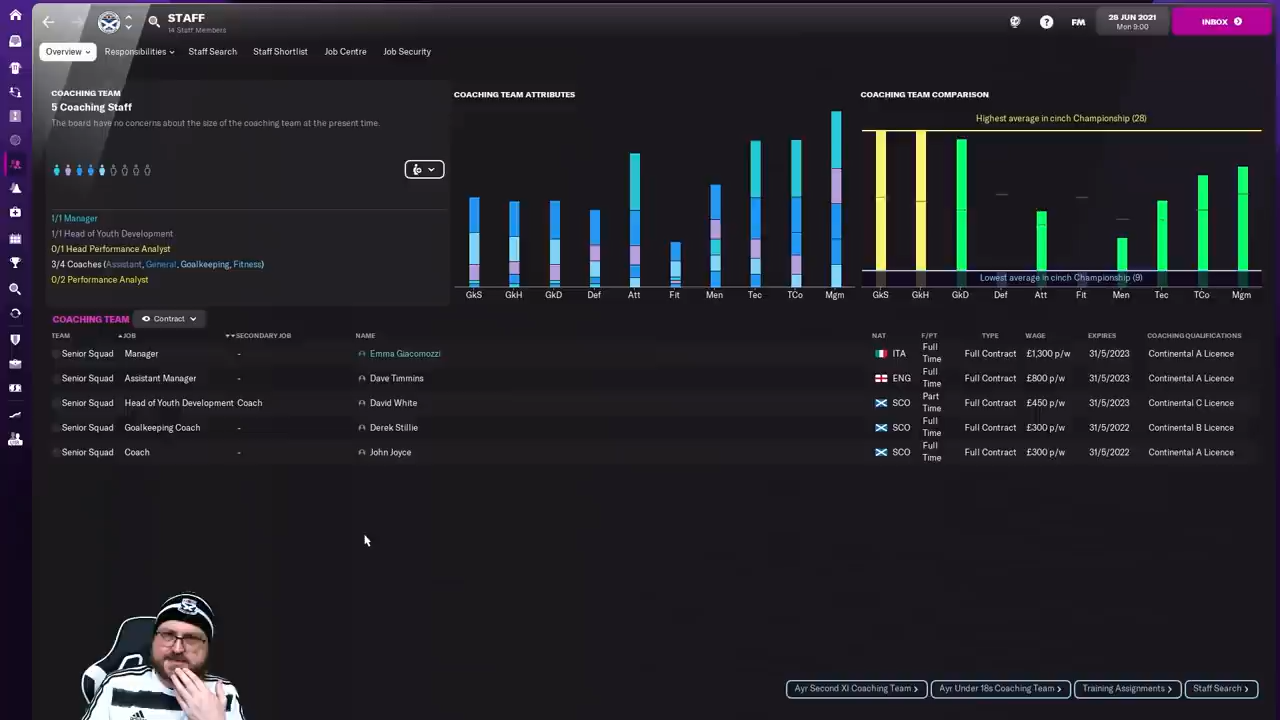 STAFF
14 Staff Members
FM
28 JUN 2021
Mon 9:00
INBOX
Overview
Responsibilities
Staff Search
Staff Shortlist
Job Centre
Job Security
COACHING TEAM
5 Coaching Staff
The board have no concerns about the size of the coaching team at the present time.
1/1 Manager
1/1 Head of Youth Development
0/1 Head Performance Analyst
3/4 Coaches (Assistant, General, Goalkeeping, Fitness)
0/2 Performance Analyst
COACHING TEAM ATTRIBUTES
GkS GkH GkD Def Att Fit Men Tec TCo Mgm
COACHING TEAM COMPARISON
Highest average in cinch Championship (28)
Lowest average in cinch Championship (9)
GkS GkH GkD Def Att Fit Men Tec TCo Mgm
COACHING TEAM Contract
TEAM JOB SECONDARY JOB NAME NAT F/PT TYPE WAGE EXPIRES COACHING QUALIFICATIONS
Senior Squad Manager - Emma Giacomozzi ITA Full Time Full Contract £1,300 p/w 31/5/2023 Continental A Licence
Senior Squad Assistant Manager - Dave Timmins ENG Full Time Full Contract £800 p/w 31/5/2023 Continental A Licence
Senior Squad Head of Youth Development Coach David White SCO Part Time Full Contract £450 p/w 31/5/2023 Continental C Licence
Senior Squad Goalkeeping Coach - Derek Stillie SCO Full Time Full Contract £300 p/w 31/5/2022 Continental B Licence
Senior Squad Coach - John Joyce SCO Full Time Full Contract £300 p/w 31/5/2022 Continental A Licence
Ayr Second XI Coaching Team
Ayr Under 18s Coaching Team
Training Assignments
Staff Search